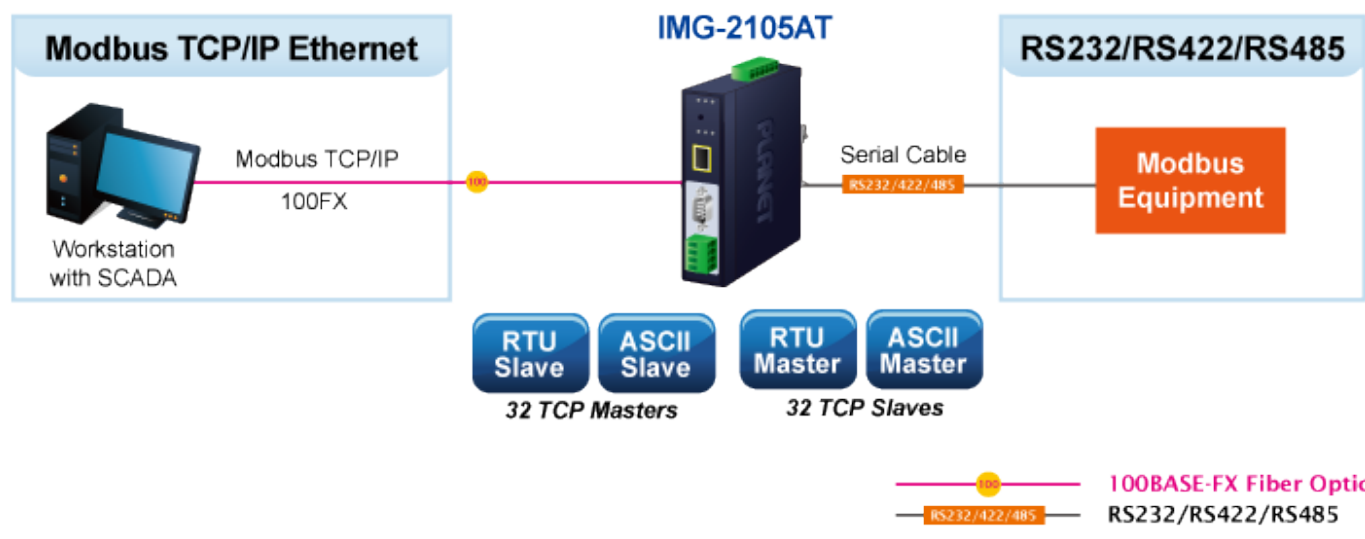 IMG-2105AT
Modbus TCP/IP Ethernet
RS232/RS422/RS485
PLANET
Modbus TCP/IP
100
100FX
Serial Cable
RS232/422/485
Modbus
Equipment
Workstation
with SCADA
RTU
Slave
ASCII
Slave
RTU
Master
ASCII
Master
32 TCP Masters
32 TCP Slaves
100
100BASE-FX Fiber Optic
RS232/422/485
RS232/RS422/RS485